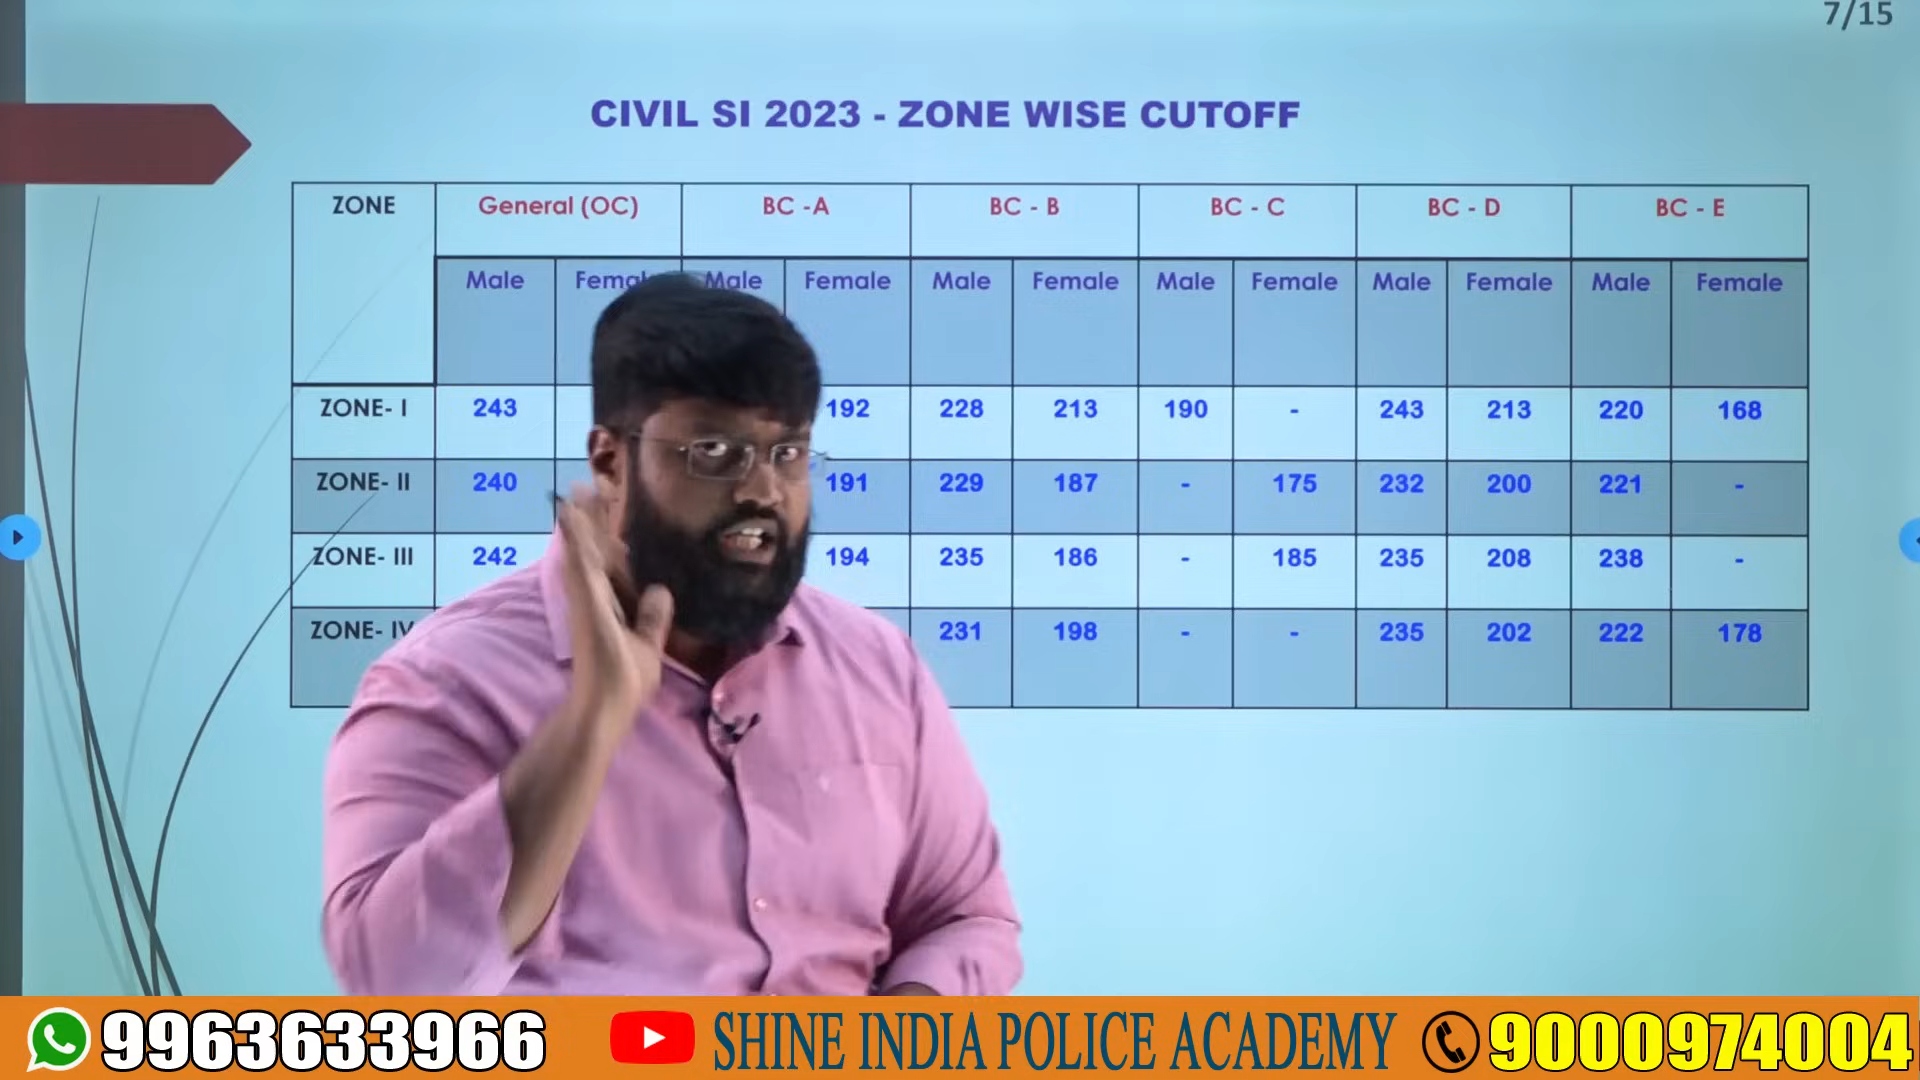 7/15
CIVIL SI 2023 - ZONE WISE CUTOFF
ZONE General (OC) BC -A BC - B BC - C BC - D BC - E
Male Male Female Male Female Male Female Male Female Male Female
ZONE- I 243 192 228 213 190 - 243 213 220 168
ZONE- II 240 191 229 187 - 175 232 200 221 -
ZONE- III 242 194 235 186 - 185 235 208 238 -
ZONE- IV 231 198 - - 235 202 222 178
9963633966 SHINE INDIA POLICE ACADEMY 9000974004